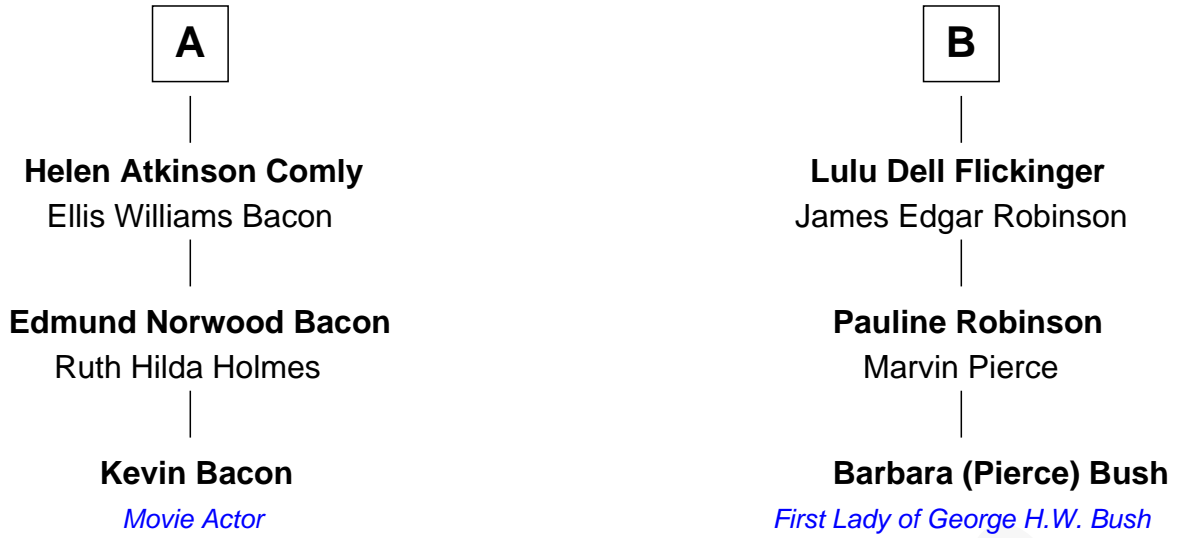 A
Helen Atkinson Comly
Ellis Williams Bacon
Edmund Norwood Bacon
Ruth Hilda Holmes
Kevin Bacon
Movie Actor
B
Lulu Dell Flickinger
James Edgar Robinson
Pauline Robinson
Marvin Pierce
Barbara (Pierce) Bush
First Lady of George H.W. Bush